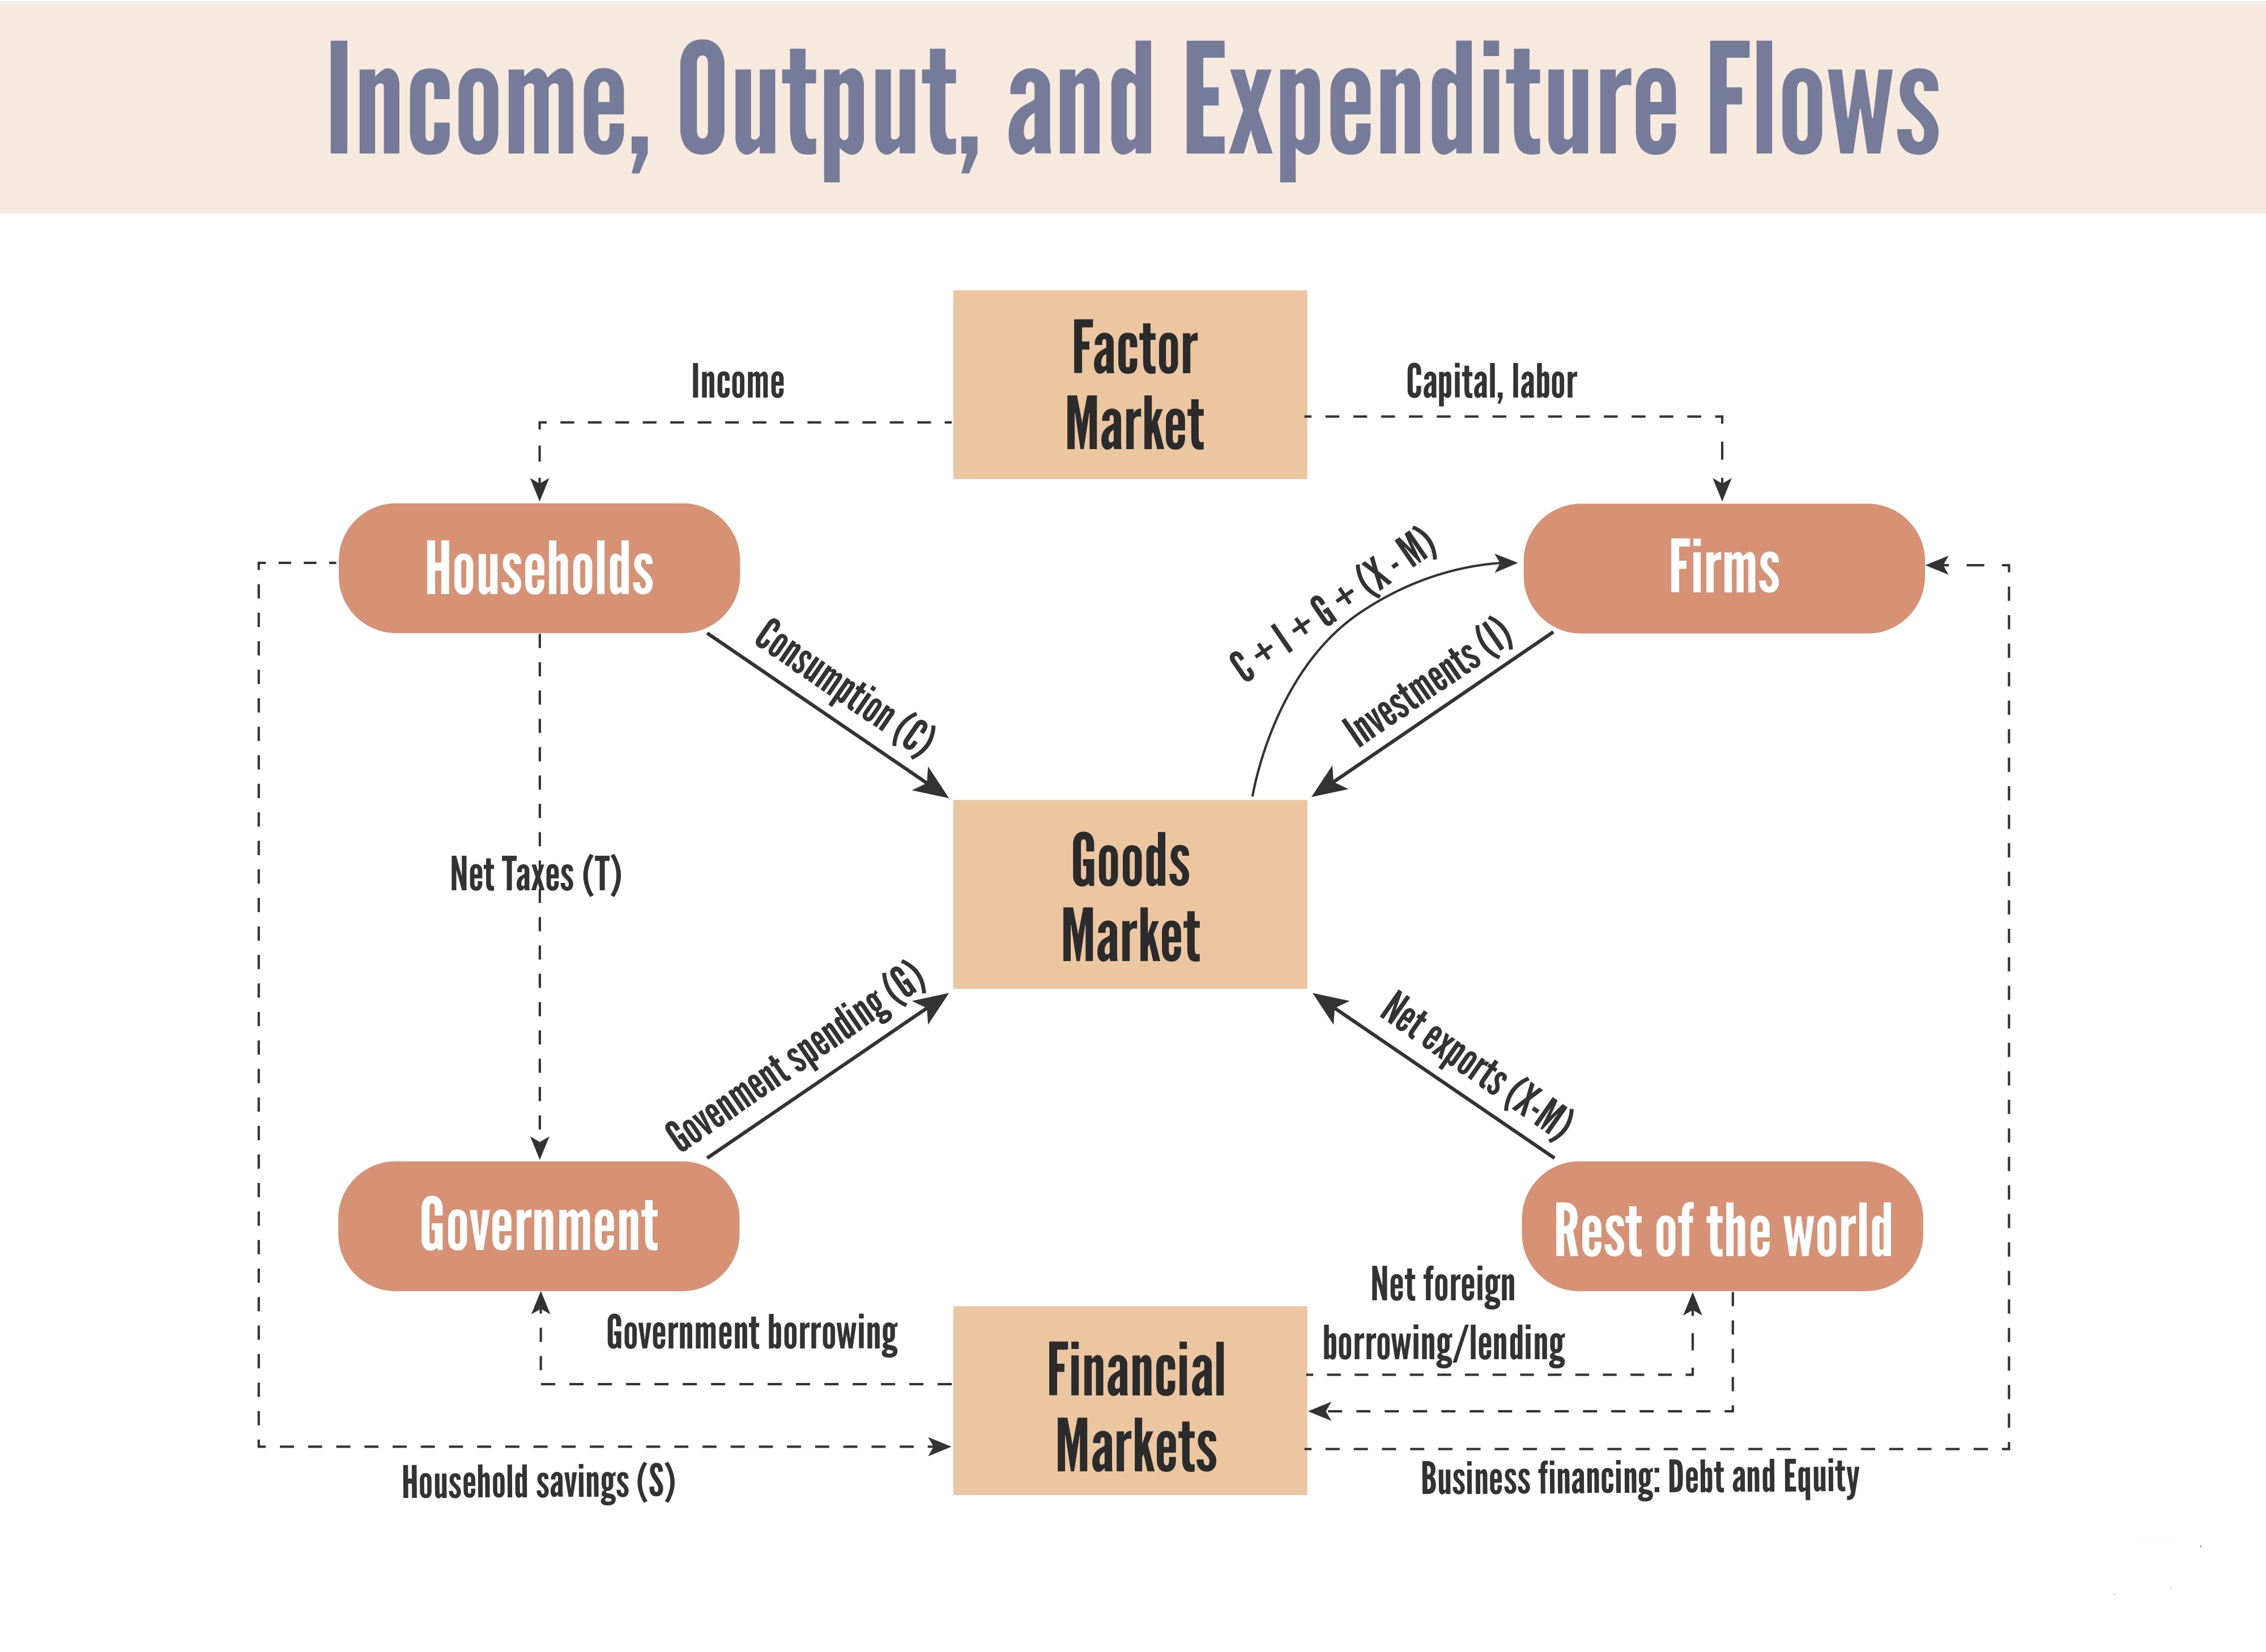 Income, Output, and Expenditure Flows
Factor
Market
Income
Capital, labor
Households
Firms
Consumption (C)
C + I + G + (X - M)
Investments (I)
Goods
Market
Net Taxes (T)
Govenment spending (G)
Net exports (X-M)
Government
Rest of the world
Net foreign
borrowing/lending
Government borrowing
Financial
Markets
Household savings (S)
Business financing: Debt and Equity